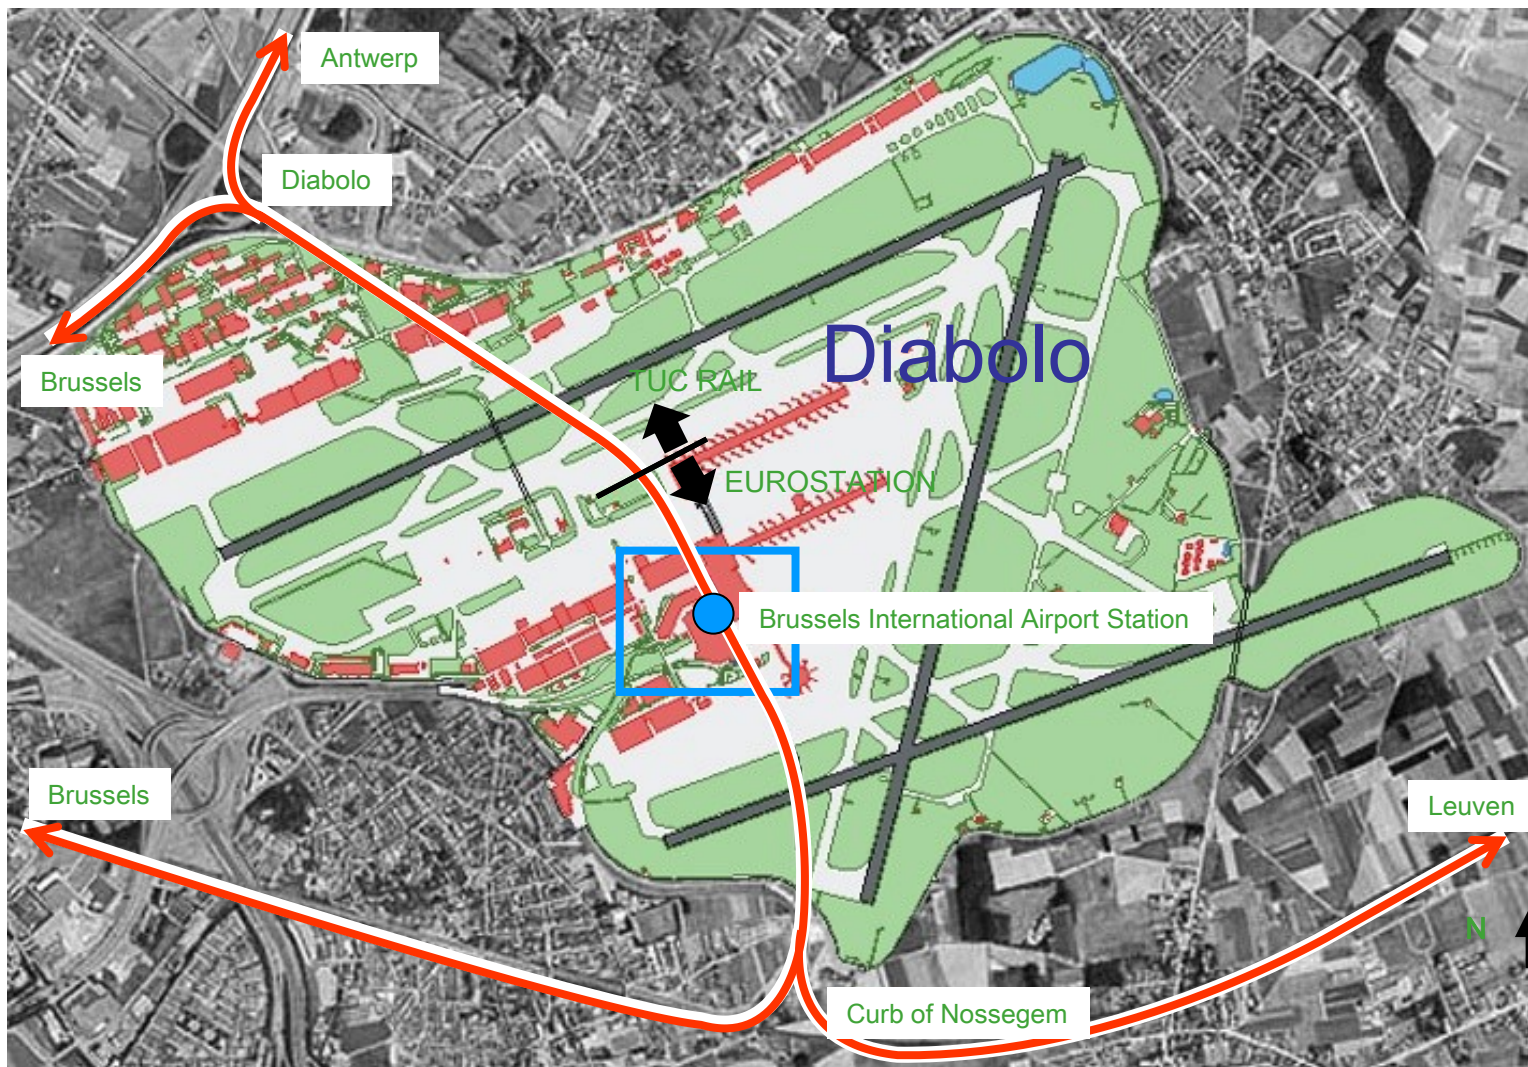 Antwerp
Diabolo
Diabolo
Brussels
TUC RAIL
EUROSTATION
Brussels International Airport Station
Brussels
Leuven
N
Curb of Nossegem